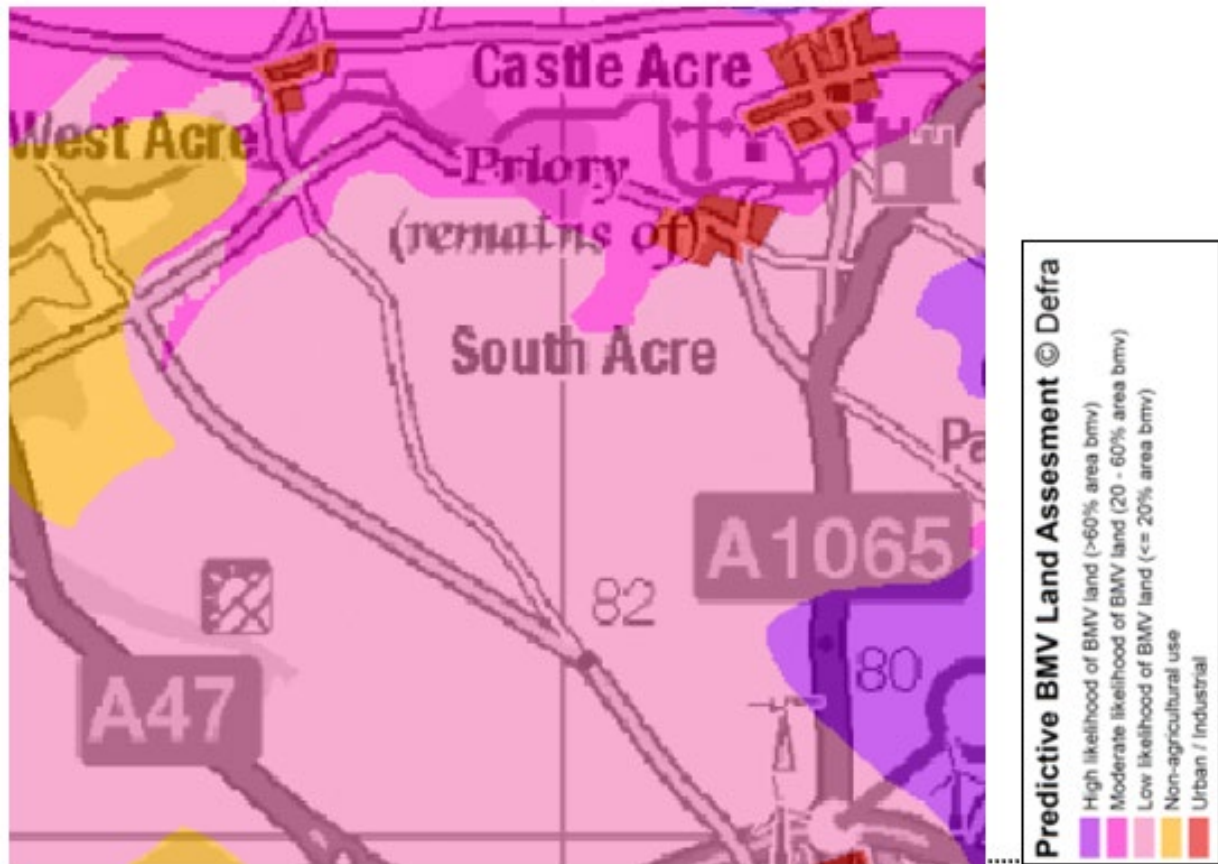 Castle Acre
West Acre
Priory
(remains of)
South Acre
Pa
A1065
82
80
A47
Predictive BMV Land Assesment © Defra
High likelihood of BMV land (>60% area bmv)
Moderate likelihood of BMV land (20 - 60% area bmv)
Low likelihood of BMV land (<= 20% area bmv)
Non-agricultural use
Urban / Industrial